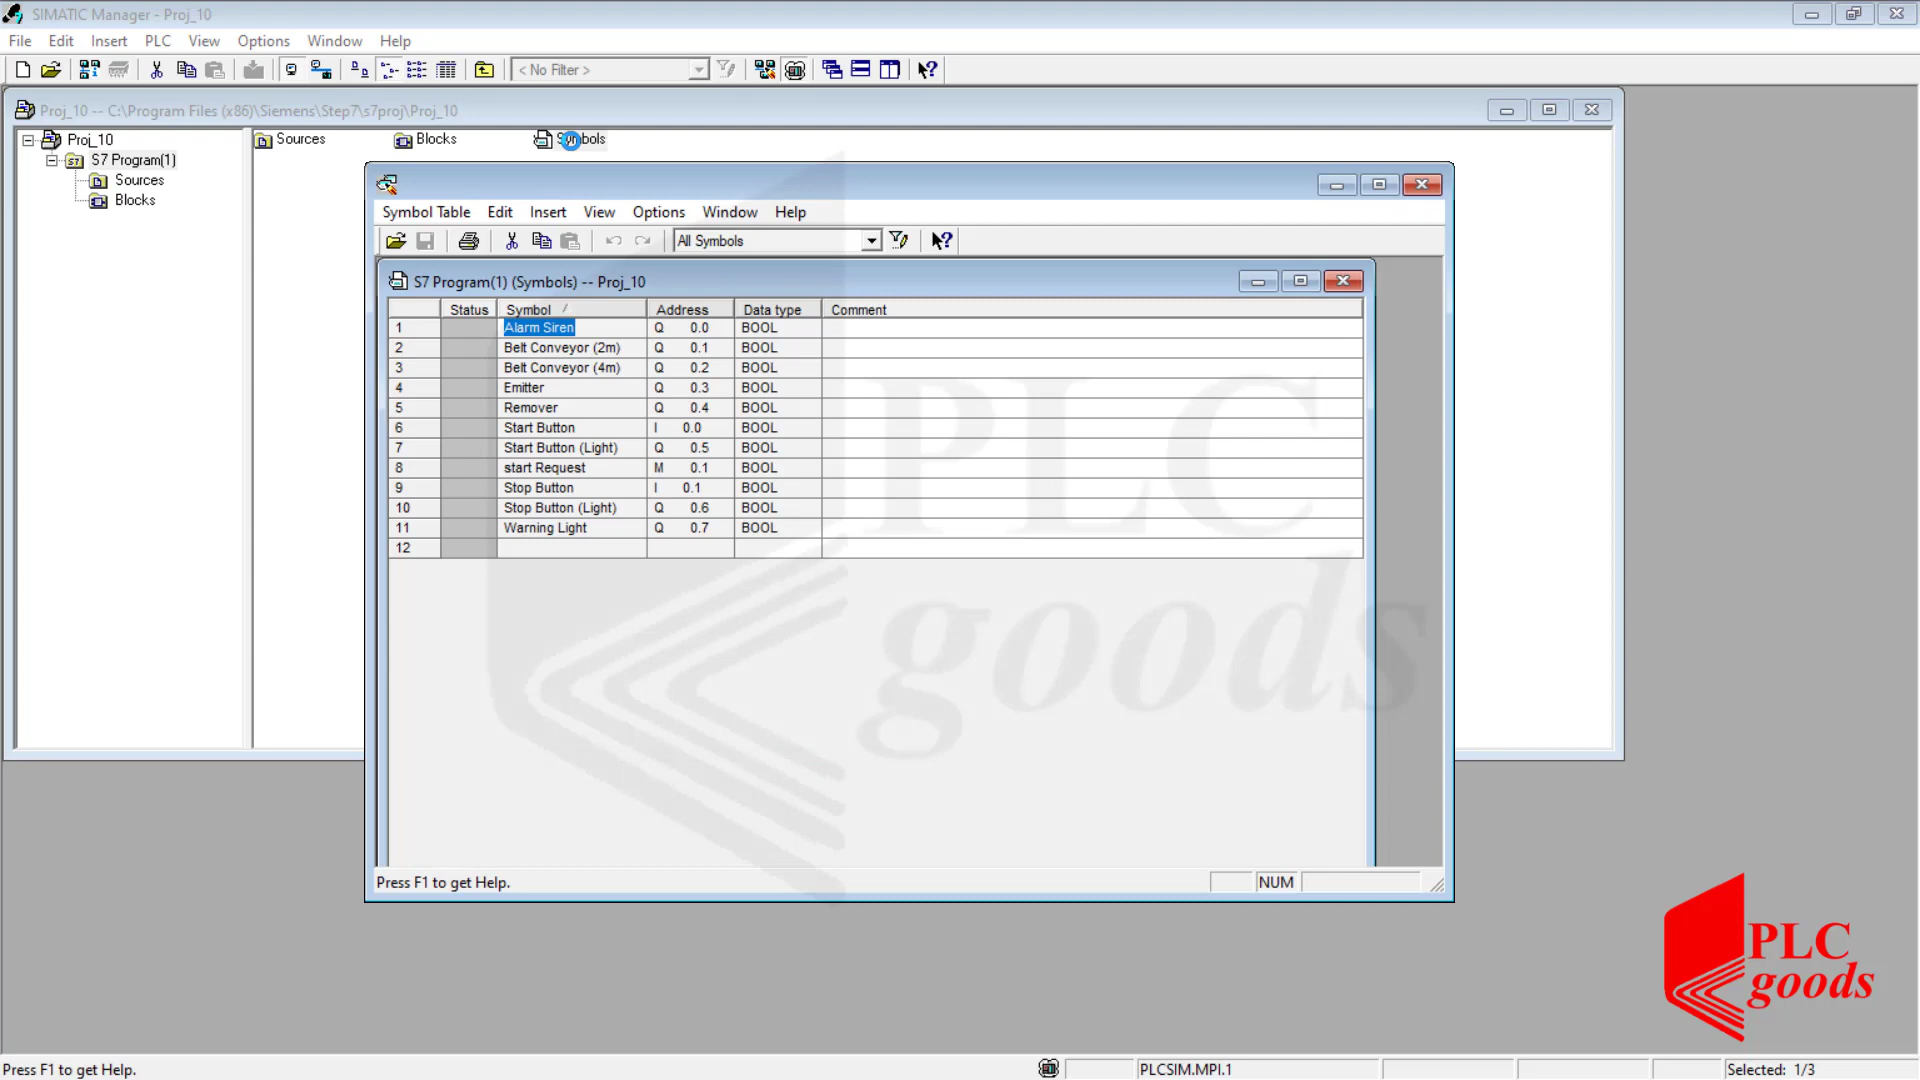 SIMATIC Manager - Proj_10
File Edit Insert PLC View Options Window Help
< No Filter >
Proj_10 -- C:\Program Files (x86)\Siemens\Step7\s7proj\Proj_10
Proj_10
S7 Program(1)
Sources
Blocks
Sources Blocks Symbols
Symbol Table Edit Insert View Options Window Help
All Symbols
S7 Program(1) (Symbols) -- Proj_10
Status Symbol / Address Data type Comment
1 Alarm Siren Q 0.0 BOOL
2 Belt Conveyor (2m) Q 0.1 BOOL
3 Belt Conveyor (4m) Q 0.2 BOOL
4 Emitter Q 0.3 BOOL
5 Remover Q 0.4 BOOL
6 Start Button I 0.0 BOOL
7 Start Button (Light) Q 0.5 BOOL
8 start Request M 0.1 BOOL
9 Stop Button I 0.1 BOOL
10 Stop Button (Light) Q 0.6 BOOL
11 Warning Light Q 0.7 BOOL
12
PLC
goods
Press F1 to get Help. NUM
PLC
goods
Press F1 to get Help. PLCSIM.MPI.1 Selected: 1/3